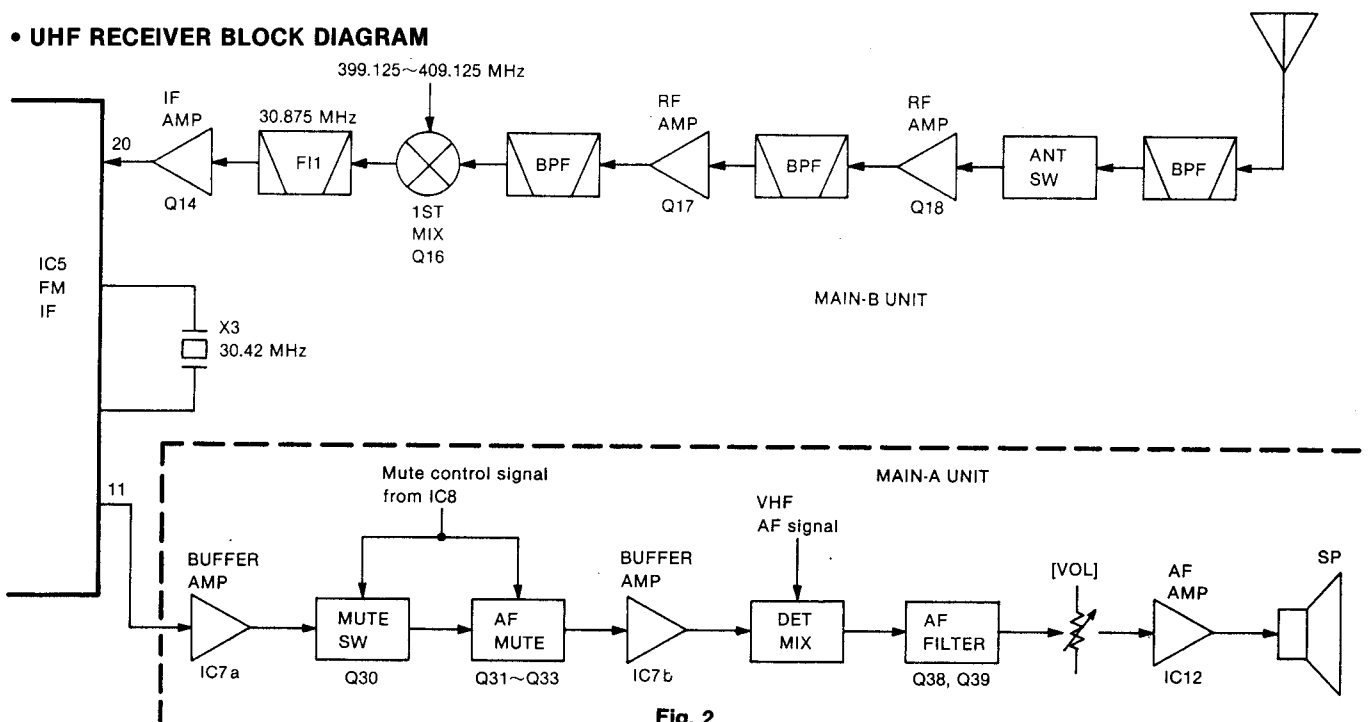 • UHF RECEIVER BLOCK DIAGRAM
399.125~409.125 MHz
IF
AMP
30.875 MHz
RF
AMP
RF
AMP
20
FI1
BPF
BPF
ANT
SW
BPF
Q14
1ST
MIX
Q16
Q17
Q18
IC5
FM
IF
MAIN-B UNIT
X3
30.42 MHz
11
Mute control signal
from IC8
MAIN-A UNIT
VHF
AF signal
BUFFER
AMP
BUFFER
AMP
[VOL]
AF
AMP
SP
MUTE
SW
AF
MUTE
DET
MIX
AF
FILTER
IC7a
Q30
Q31~Q33
IC7b
Q38, Q39
IC12
Fig. 2